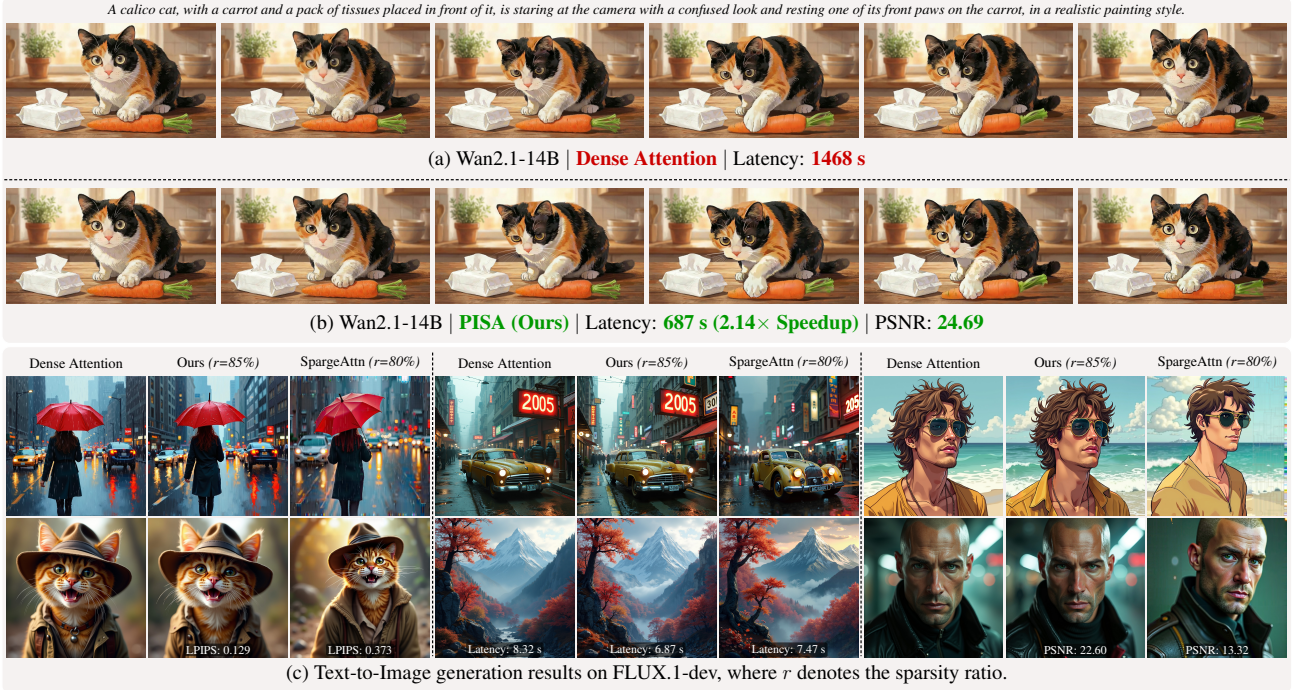 A calico cat, with a carrot and a pack of tissues placed in front of it, is staring at the camera with a confused look and resting one of its front paws on the carrot, in a realistic painting style.
(a) Wan2.1-14B | Dense Attention | Latency: 1468 s
(b) Wan2.1-14B | PISA (Ours) | Latency: 687 s (2.14× Speedup) | PSNR: 24.69
Dense Attention Ours (r=85%) SpargeAttn (r=80%) Dense Attention Ours (r=85%) SpargeAttn (r=80%) Dense Attention Ours (r=85%) SpargeAttn (r=80%)
2005 2005 2005
LPIPS: 0.129 LPIPS: 0.373 Latency: 8.32 s Latency: 6.87 s Latency: 7.47 s PSNR: 22.60 PSNR: 13.32
(c) Text-to-Image generation results on FLUX.1-dev, where r denotes the sparsity ratio.